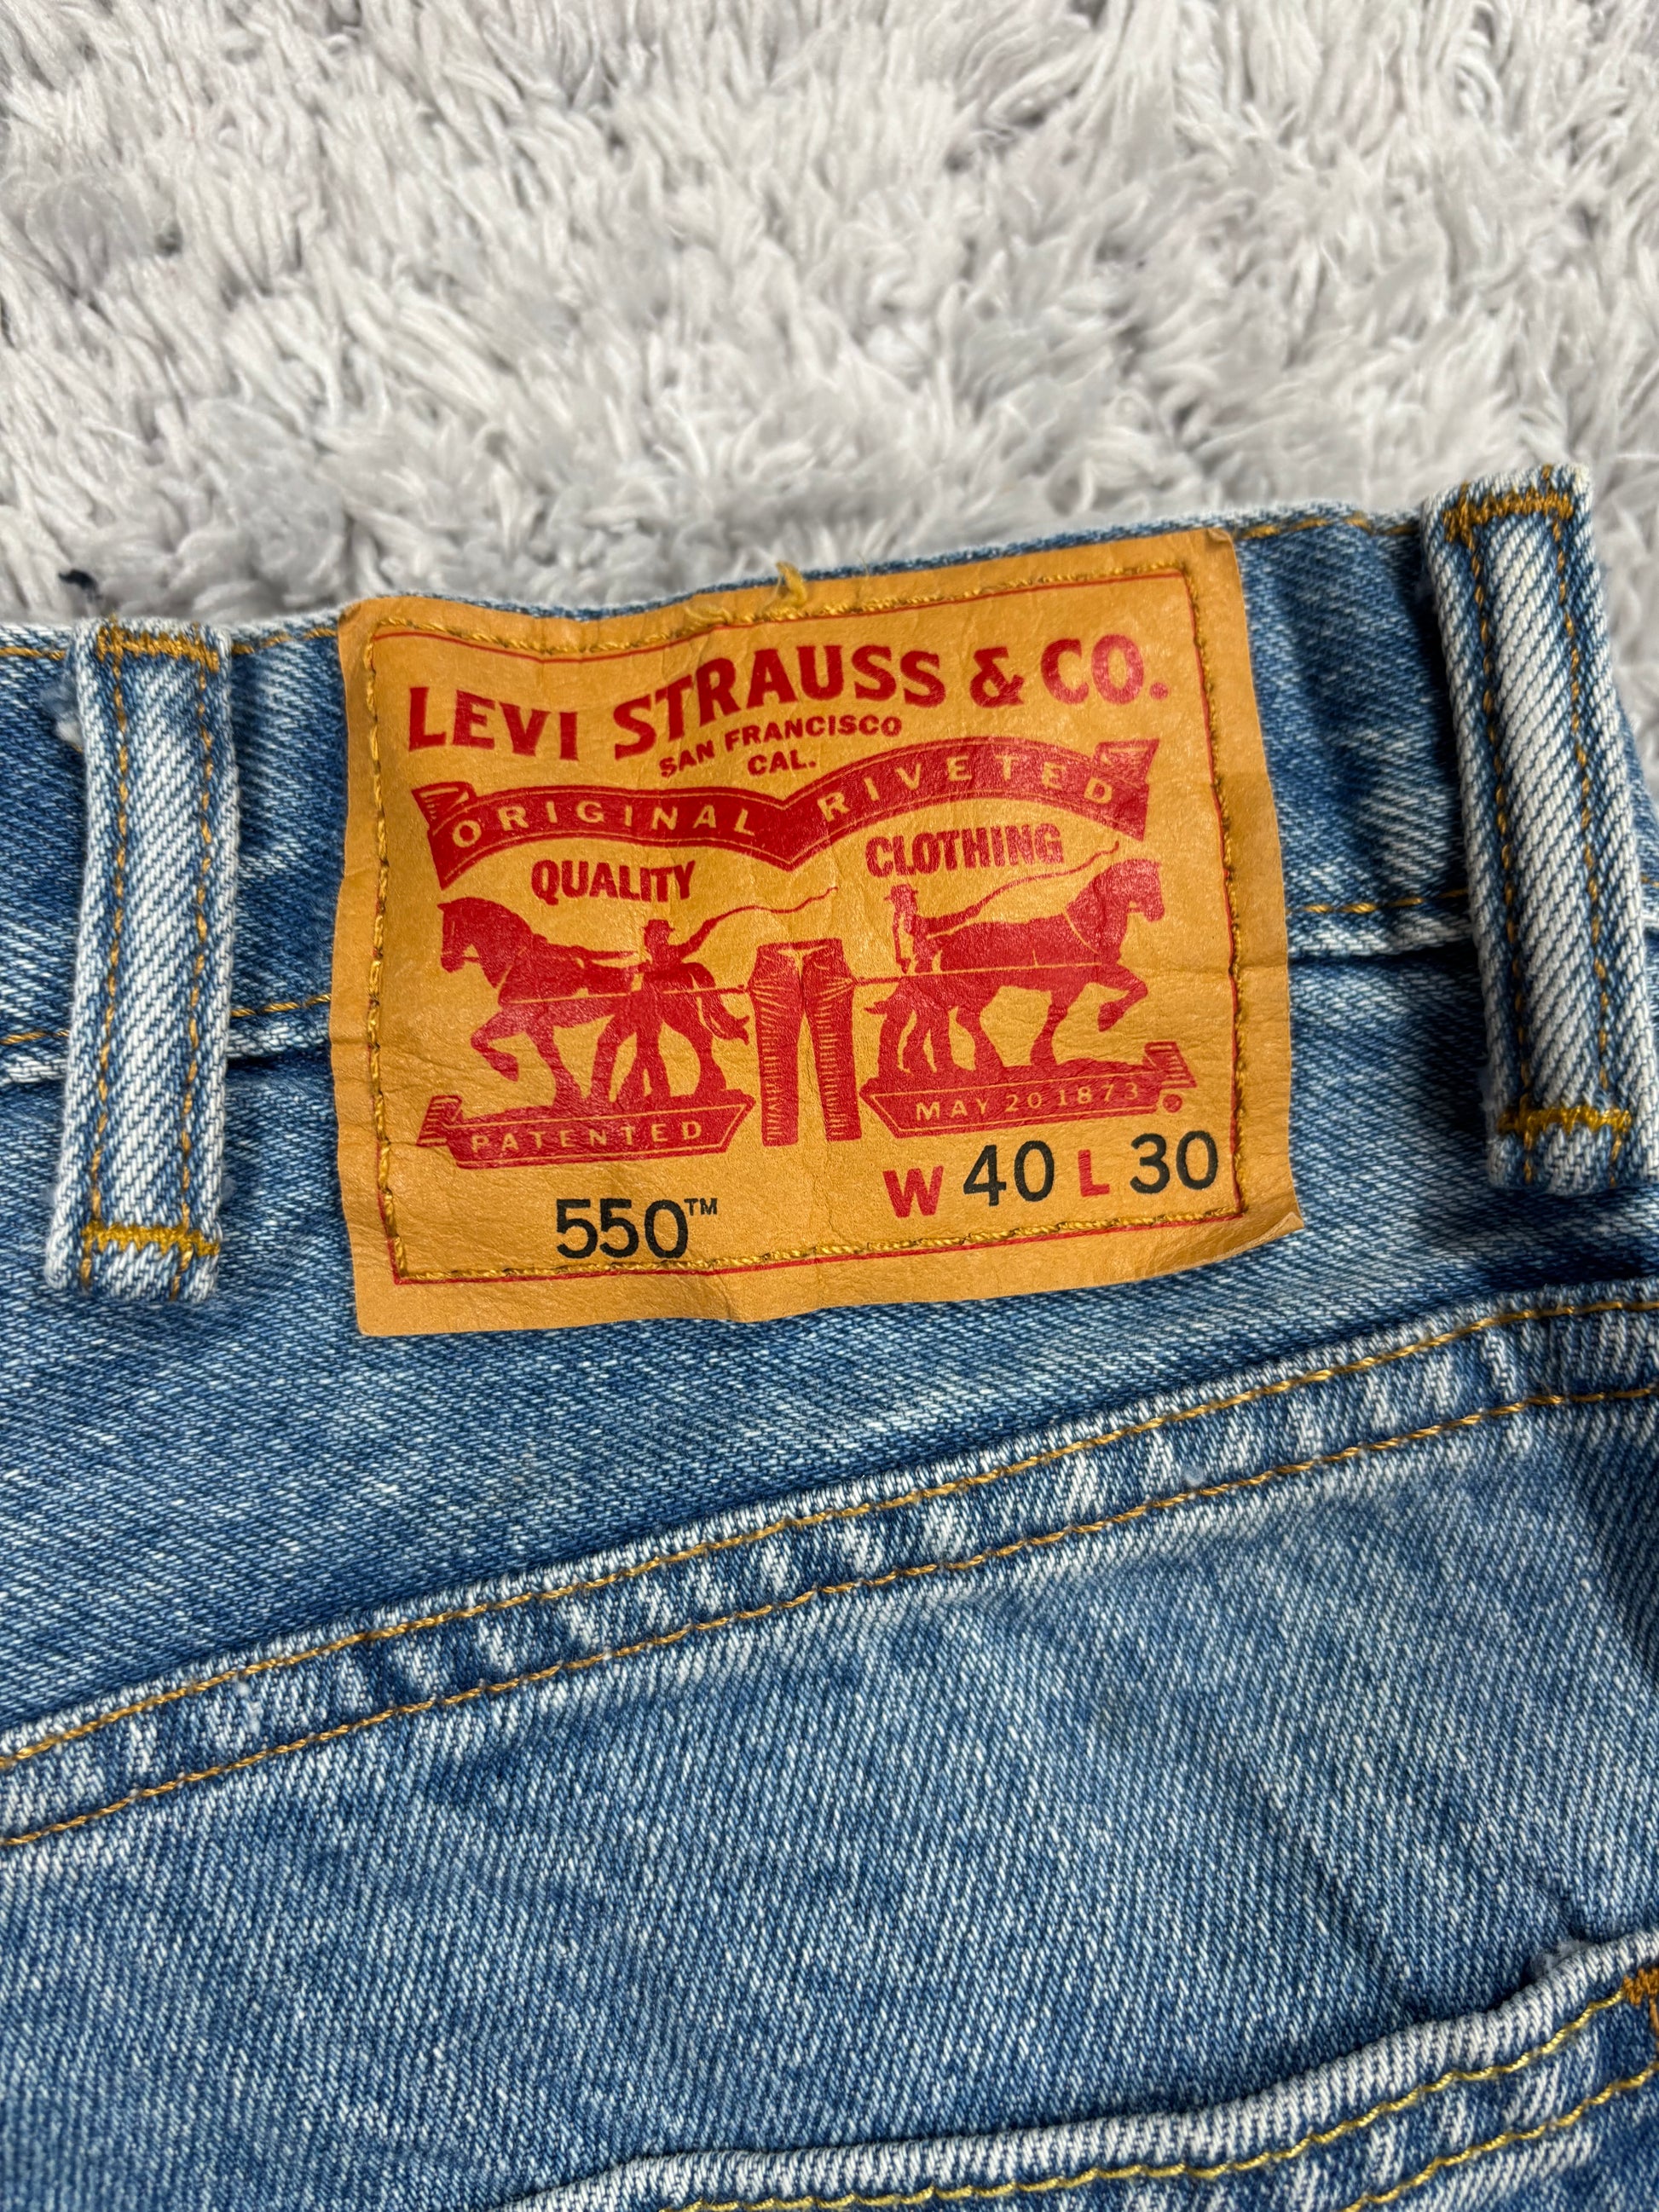 LEVI STRAUSS & CO.
SAN FRANCISCO
CAL.
ORIGINAL RIVETED
QUALITY CLOTHING
PATENTED MAY 20 1873 ®
550™ W 40 L 30